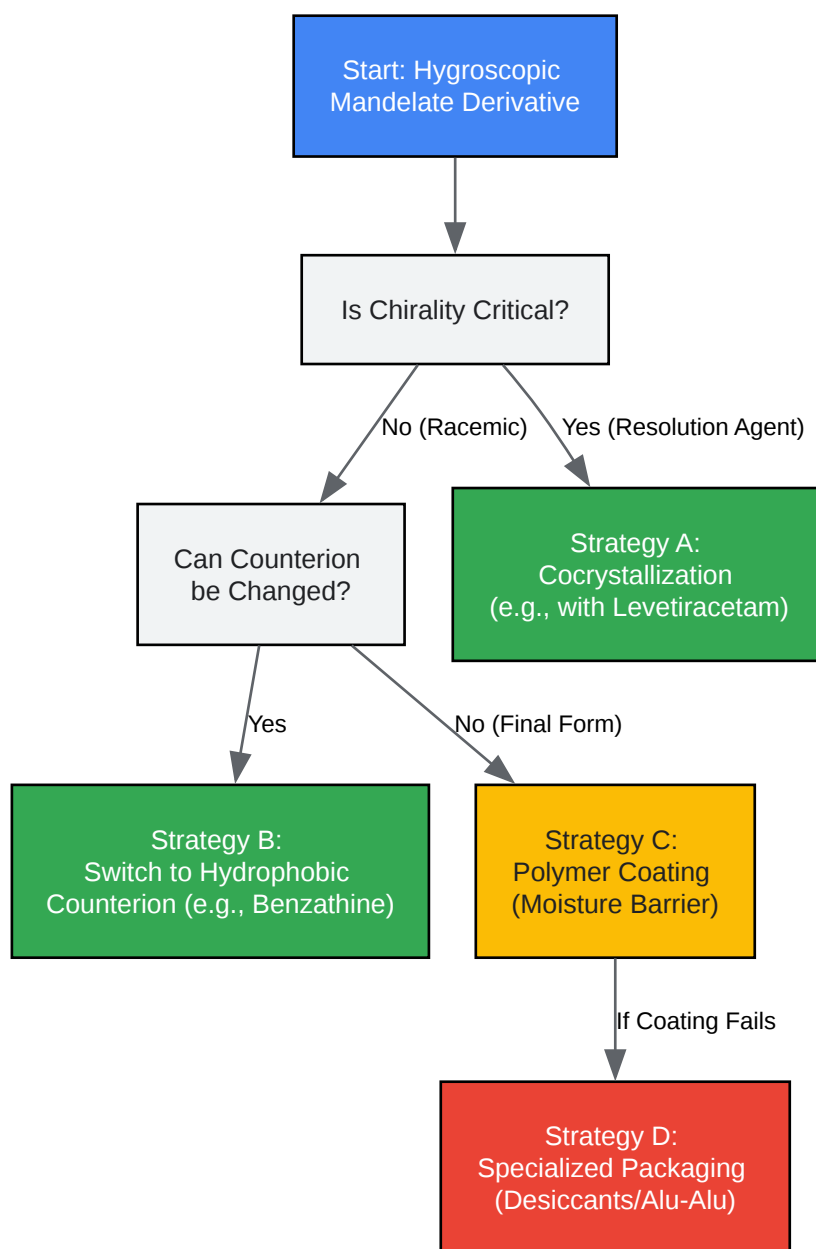 Start: Hygroscopic
Mandelate Derivative
Is Chirality Critical?
No (Racemic)
Yes (Resolution Agent)
Can Counterion
be Changed?
Strategy A:
Cocrystallization
(e.g., with Levetiracetam)
Yes
No (Final Form)
Strategy B:
Switch to Hydrophobic
Counterion (e.g., Benzathine)
Strategy C:
Polymer Coating
(Moisture Barrier)
If Coating Fails
Strategy D:
Specialized Packaging
(Desiccants/Alu-Alu)